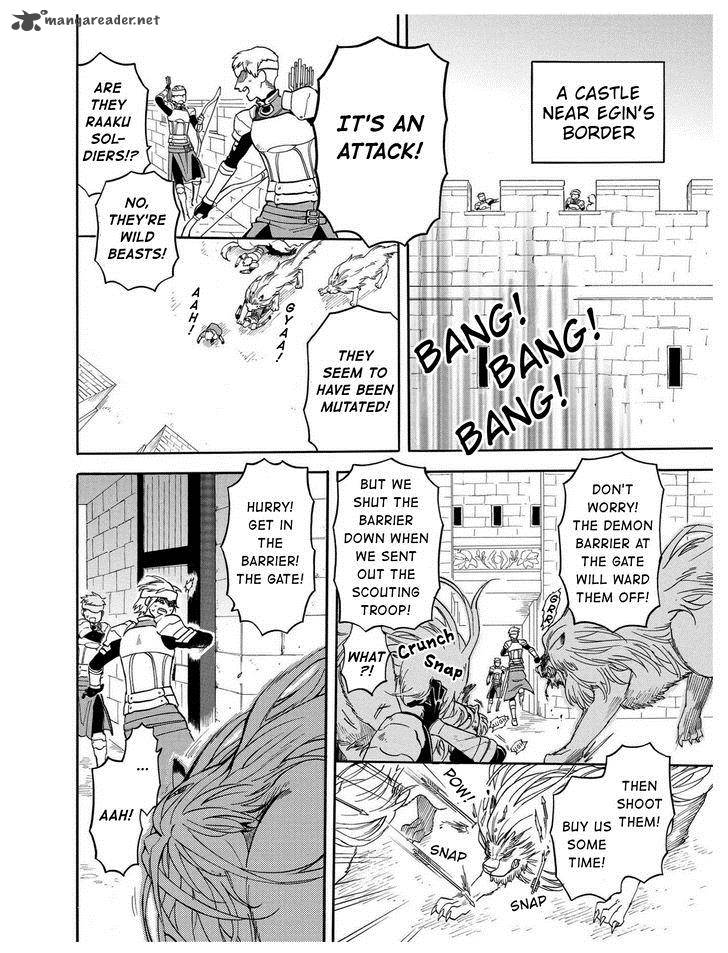 mangareader.net
A CASTLE
NEAR EGIN'S
BORDER
BANG!
BANG!
BANG!
IT'S AN
ATTACK!
ARE
THEY
RAAKU
SOL-
DIERS!?
NO,
THEY'RE
WILD
BEASTS!
GYAA!
AAH!
THEY
SEEM TO
HAVE BEEN
MUTATED!
DON'T
WORRY!
THE DEMON
BARRIER AT
THE GATE
WILL WARD
THEM OFF!
GRR
BUT WE
SHUT THE
BARRIER
DOWN WHEN
WE SENT
OUT THE
SCOUTING
TROOP!
WHAT
?!
Crunch
Snap
THEN
SHOOT
THEM!
BUY US
SOME
TIME!
POW!
SNAP
SNAP
HURRY!
GET IN
THE
BARRIER!
THE GATE!
...
AAH!